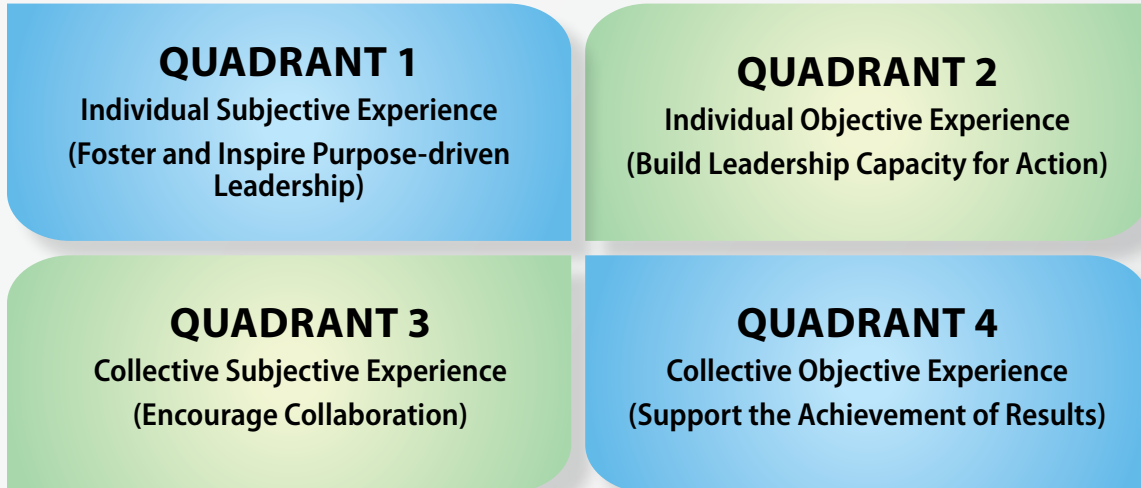 QUADRANT 1
Individual Subjective Experience
(Foster and Inspire Purpose-driven
Leadership)
QUADRANT 2
Individual Objective Experience
(Build Leadership Capacity for Action)
QUADRANT 3
Collective Subjective Experience
(Encourage Collaboration)
QUADRANT 4
Collective Objective Experience
(Support the Achievement of Results)